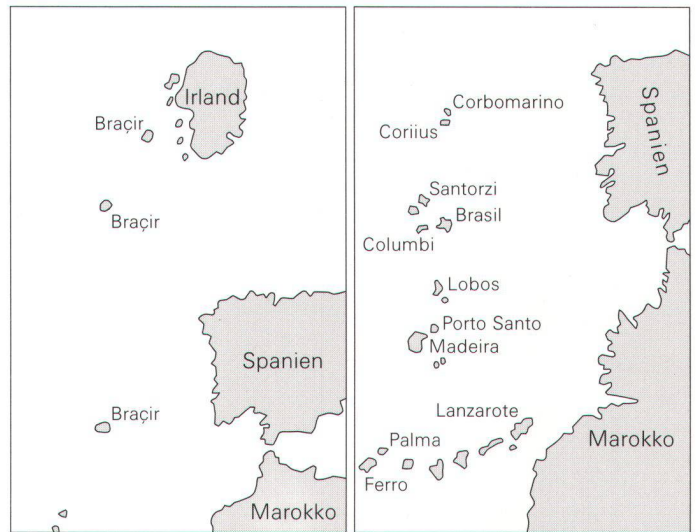 Irland
Braçir
Braçir
Spanien
Braçir
Marokko
Corbomarino
Coriius
Spanien
Santorzi
Brasil
Columbi
Lobos
Porto Santo
Madeira
Lanzarote
Palma
Marokko
Ferro